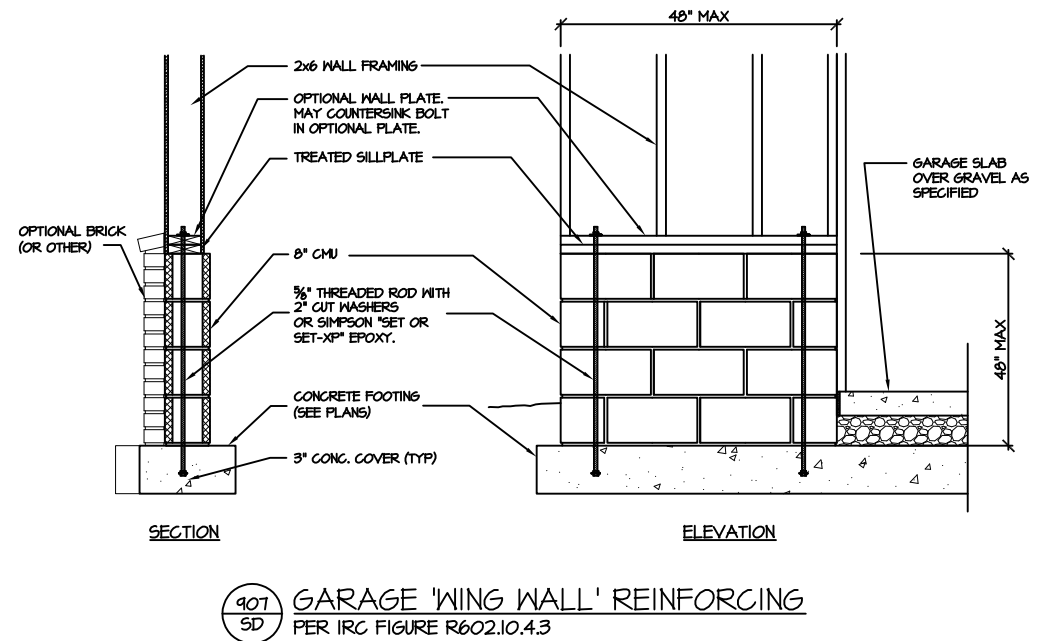 48" MAX
2x6 WALL FRAMING
OPTIONAL WALL PLATE.
MAY COUNTERSINK BOLT
IN OPTIONAL PLATE.
TREATED SILLPLATE
GARAGE SLAB
OVER GRAVEL AS
SPECIFIED
OPTIONAL BRICK
(OR OTHER)
8" CMU
5/8" THREADED ROD WITH
2" CUT WASHERS
OR SIMPSON "SET OR
SET-XP" EPOXY.
48" MAX
CONCRETE FOOTING
(SEE PLANS)
3" CONC. COVER (TYP)
SECTION
ELEVATION
907
SD
GARAGE 'WING WALL' REINFORCING
PER IRC FIGURE R602.10.4.3